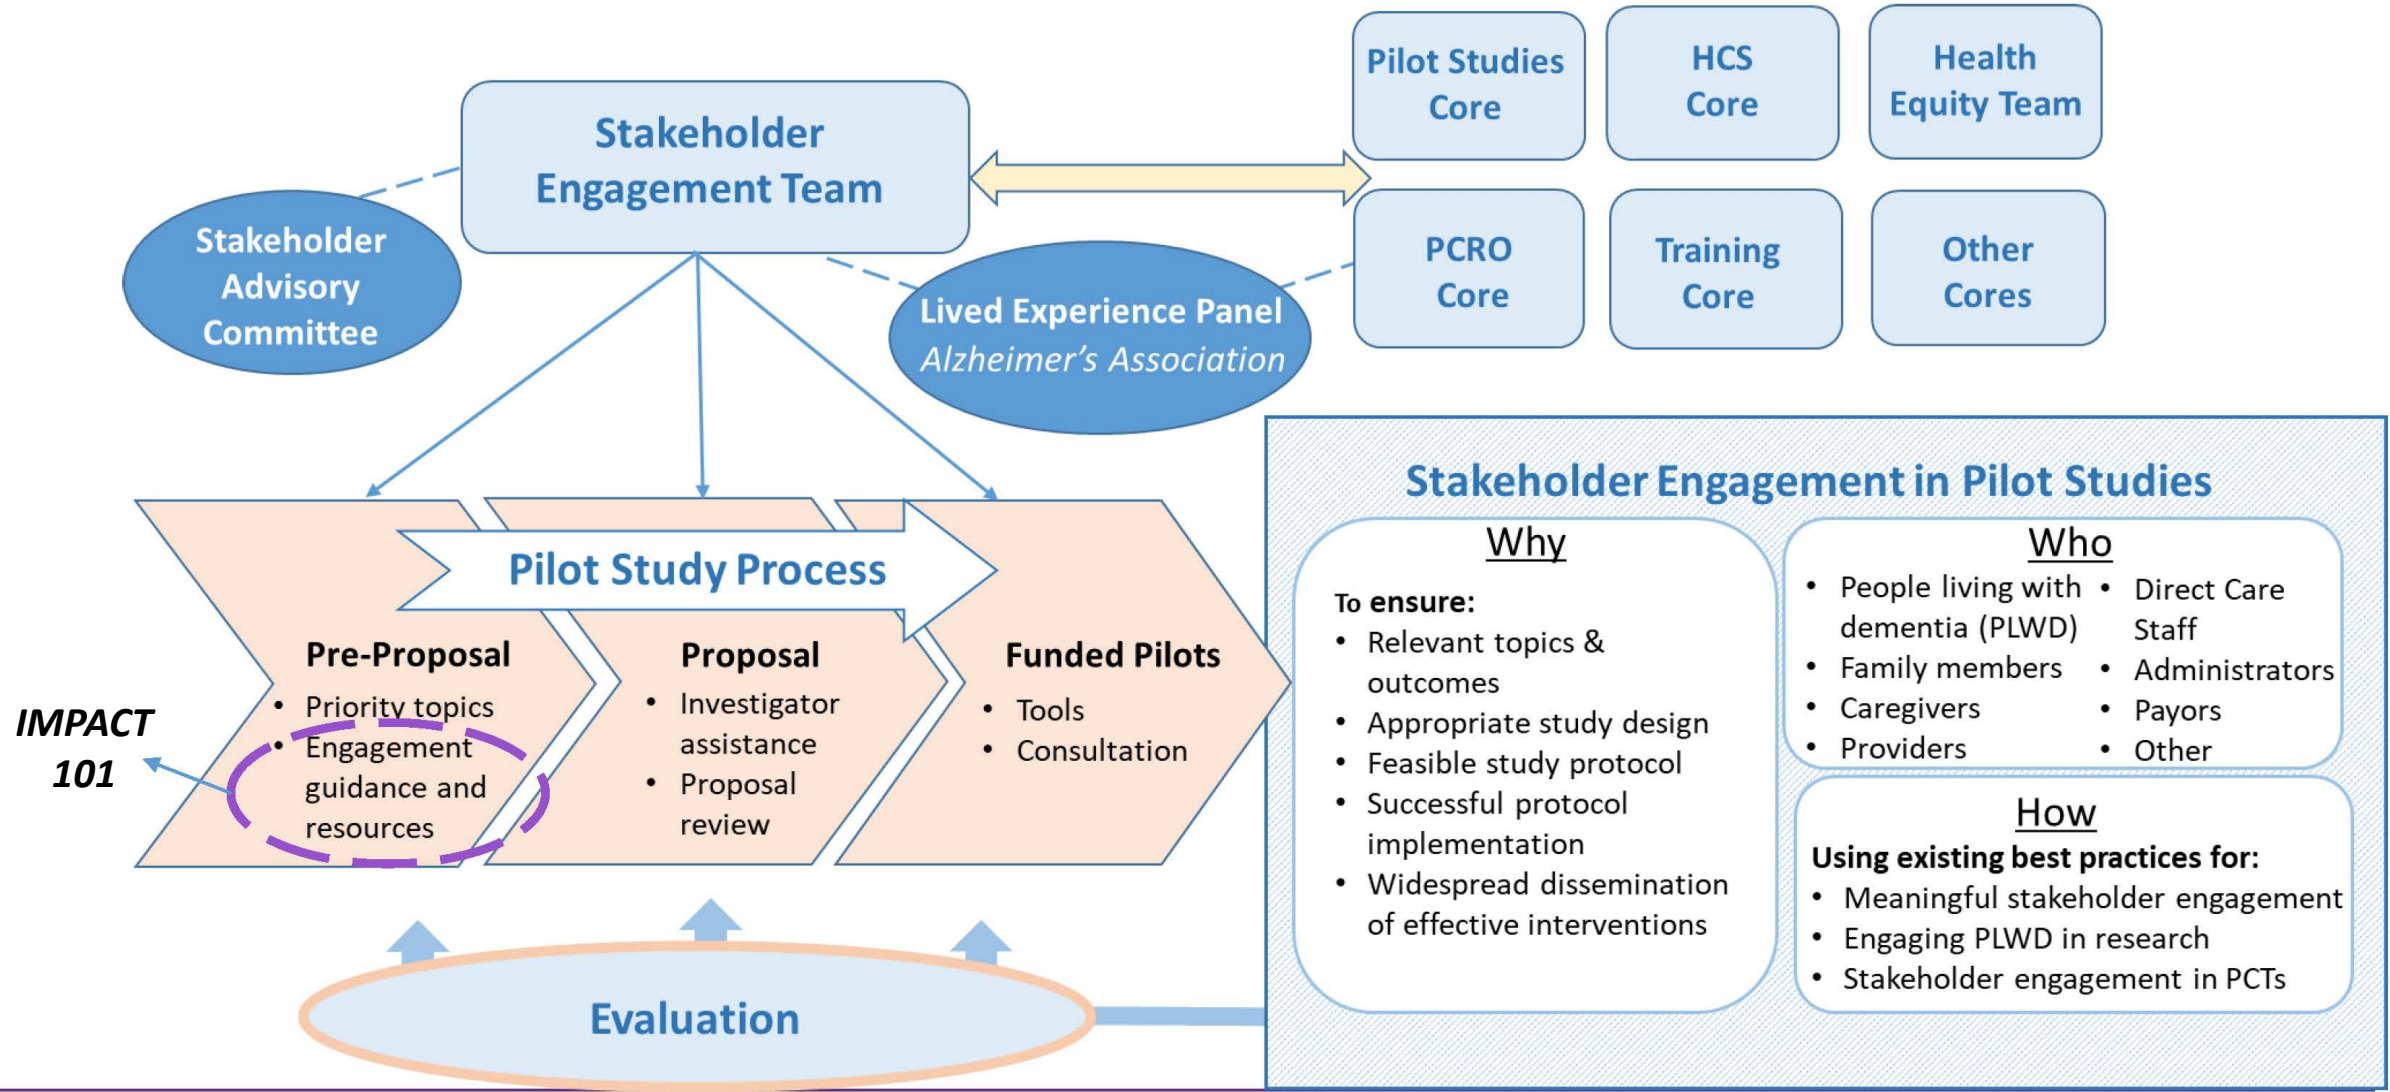 Stakeholder
Engagement Team
Pilot Studies
Core
HCS
Core
Health
Equity Team
PCRO
Core
Training
Core
Other
Cores
Stakeholder
Advisory
Committee
Lived Experience Panel
Alzheimer's Association
Pilot Study Process
Pre-Proposal
• Priority topics
• Engagement
guidance and
resources
IMPACT
101
Proposal
• Investigator
assistance
• Proposal
review
Funded Pilots
• Tools
• Consultation
Evaluation
Stakeholder Engagement in Pilot Studies
Why
To ensure:
• Relevant topics &
outcomes
• Appropriate study design
• Feasible study protocol
• Successful protocol
implementation
• Widespread dissemination
of effective interventions
Who
• People living with
dementia (PLWD)
• Family members
• Caregivers
• Providers
• Direct Care
Staff
• Administrators
• Payors
• Other
How
Using existing best practices for:
• Meaningful stakeholder engagement
• Engaging PLWD in research
• Stakeholder engagement in PCTs